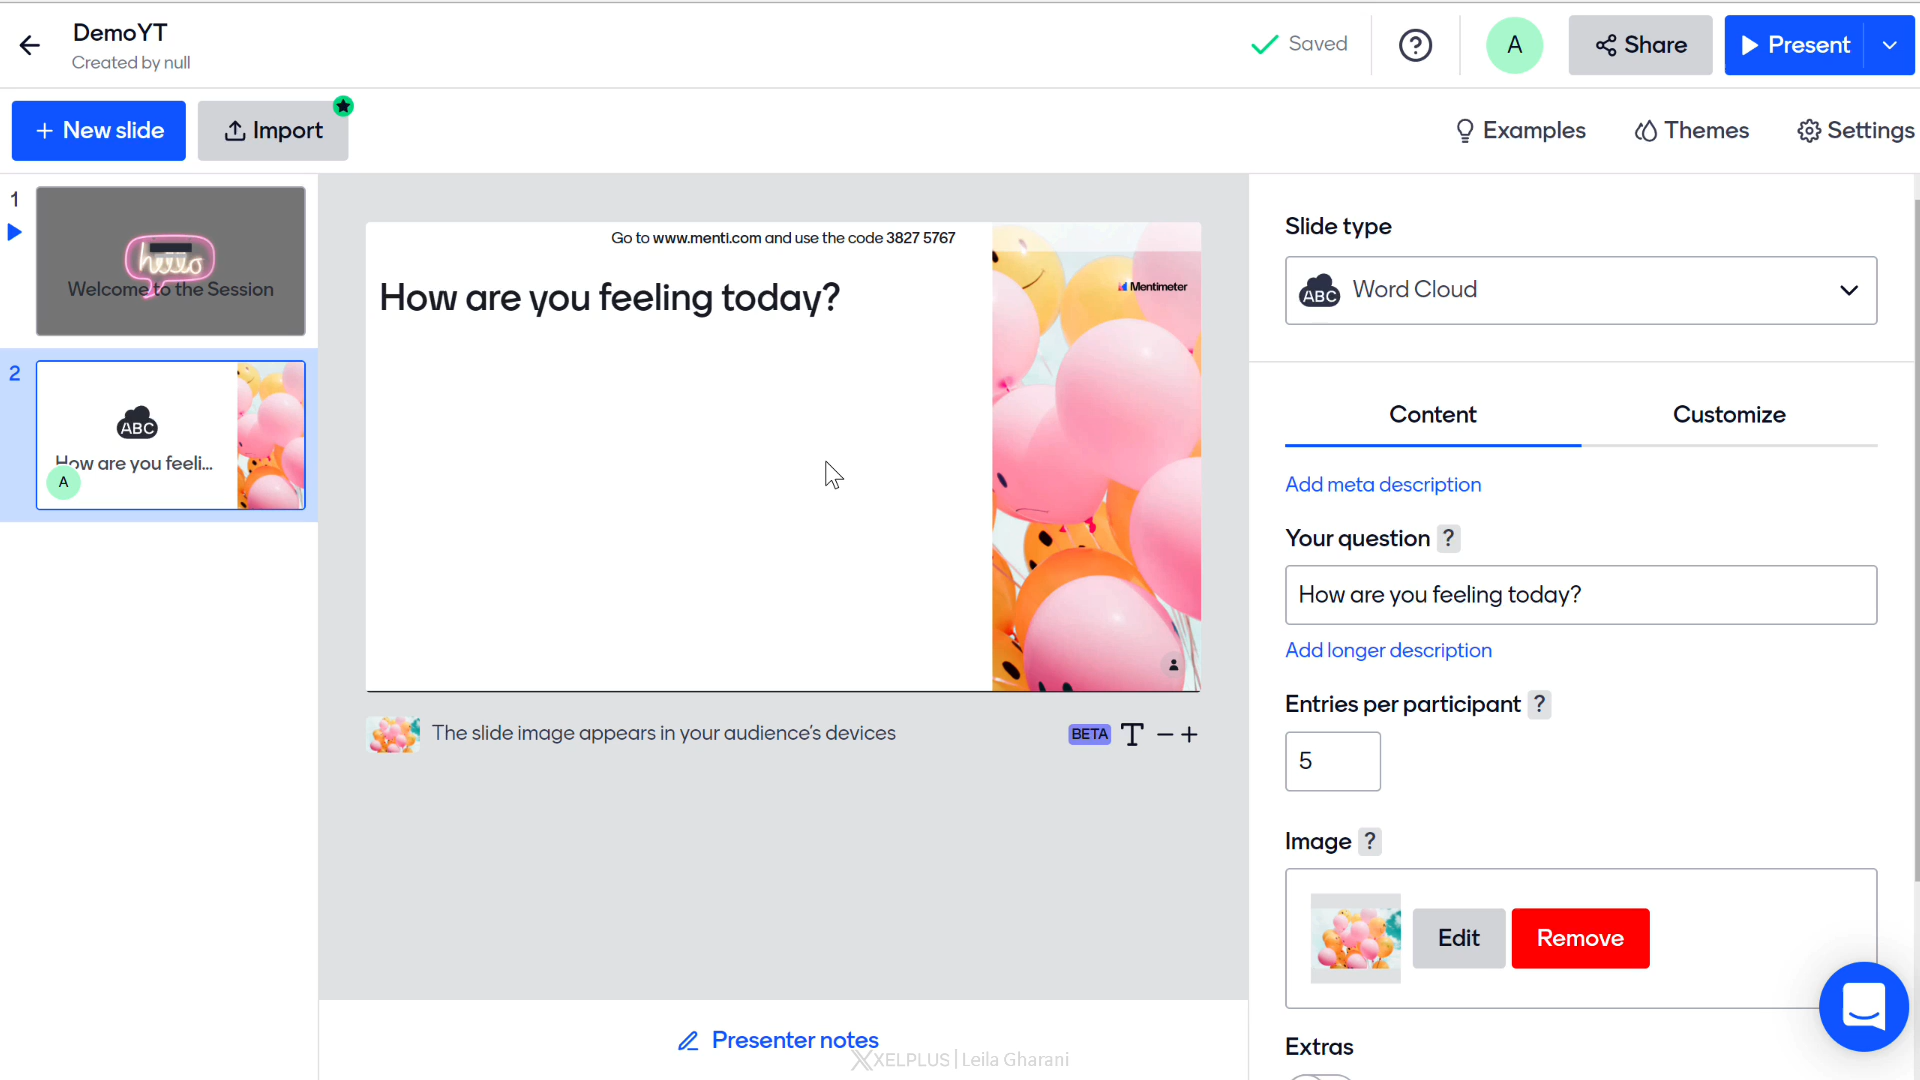 DemoYT
Created by null
Saved
A
Share
Present
+ New slide
Import
Examples
Themes
Settings
1
hello
Welcome to the Session
2
ABC
How are you feeli...
A
Go to www.menti.com and use the code 3827 5767
How are you feeling today?
Mentimeter
The slide image appears in your audience's devices
BETA
T
Presenter notes
XELPLUS | Leila Gharani
Slide type
ABC Word Cloud
Content
Customize
Add meta description
Your question ?
How are you feeling today?
Add longer description
Entries per participant ?
5
Image ?
Edit
Remove
Extras